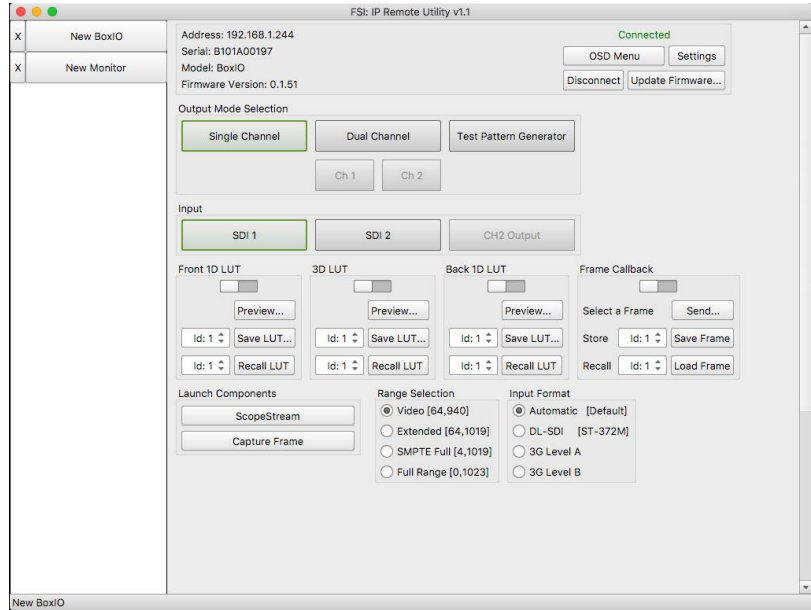 FSI: IP Remote Utility v1.1
X New BoxIO
X New Monitor
Address: 192.168.1.244
Serial: B101A00197
Model: BoxIO
Firmware Version: 0.1.51
Connected
OSD Menu Settings
Disconnect Update Firmware...
Output Mode Selection
Single Channel Dual Channel Test Pattern Generator
Ch 1 Ch 2
Input
SDI 1 SDI 2 CH2 Output
Front 1D LUT 3D LUT Back 1D LUT Frame Callback
Preview... Preview... Preview... Select a Frame Send...
Id: 1 Save LUT... Id: 1 Save LUT... Id: 1 Save LUT... Store Id: 1 Save Frame
Id: 1 Recall LUT Id: 1 Recall LUT Id: 1 Recall LUT Recall Id: 1 Load Frame
Launch Components Range Selection Input Format
ScopeStream Video [64,940] Automatic [Default]
Capture Frame Extended [64,1019] DL-SDI [ST-372M]
SMPTE Full [4,1019] 3G Level A
Full Range [0,1023] 3G Level B
New BoxIO